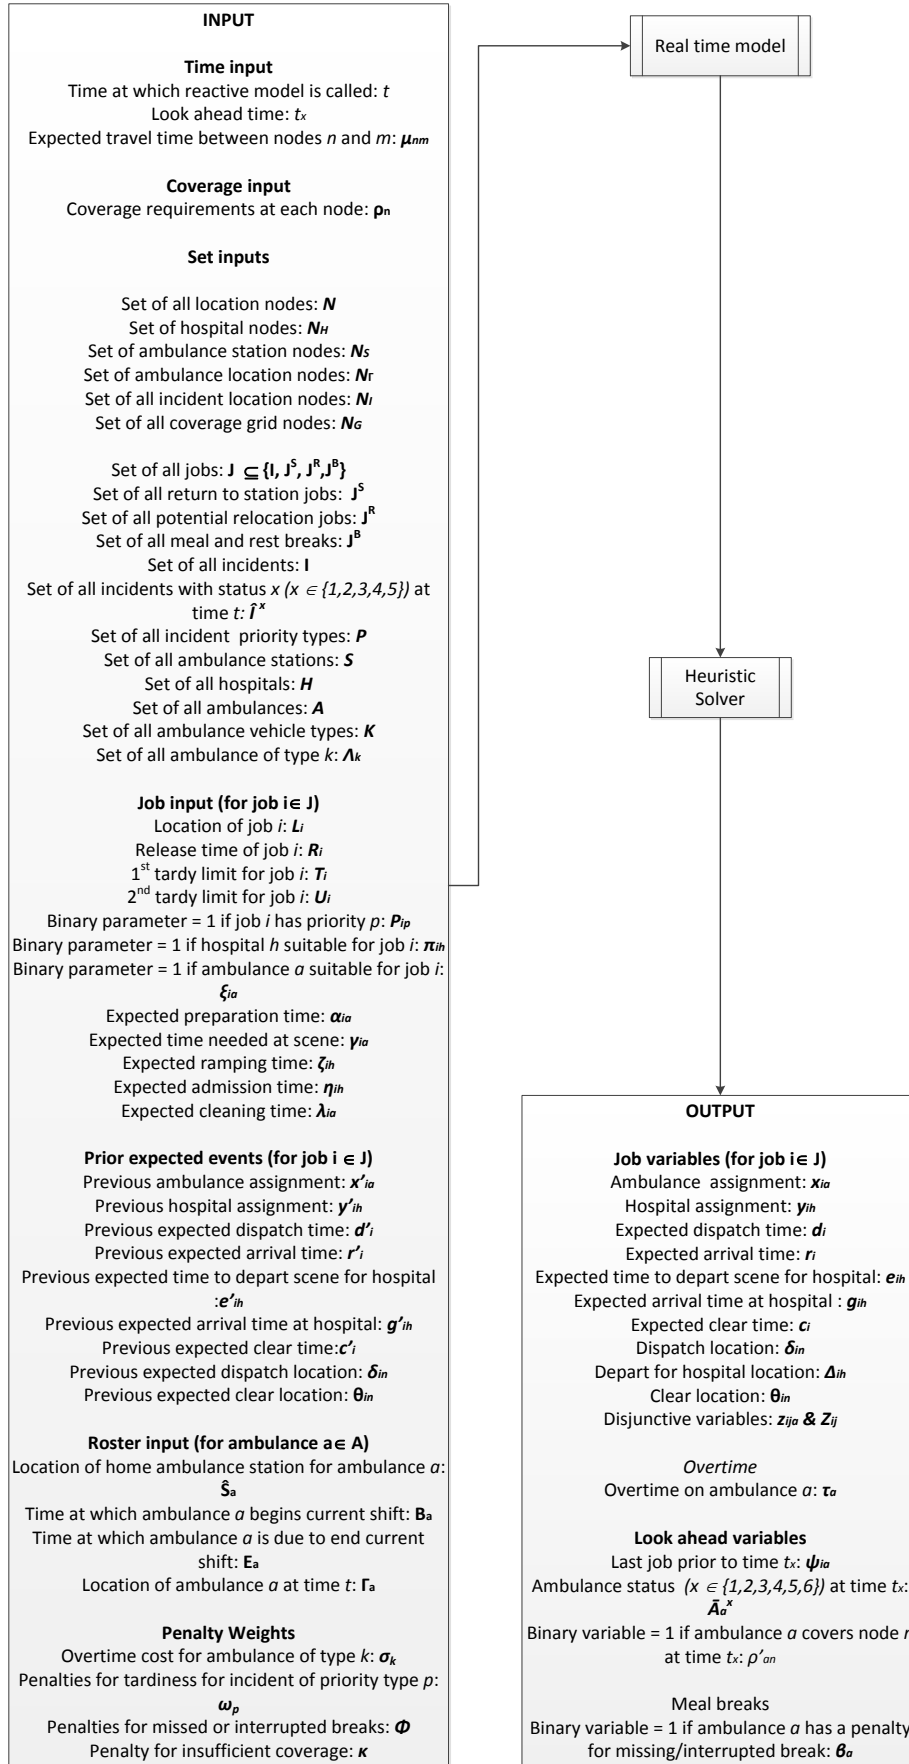 INPUT
Time input
Time at which reactive model is called: t
Look ahead time: tx
Expected travel time between nodes n and m: μnm
Coverage input
Coverage requirements at each node: ρn
Set inputs
Set of all location nodes: N
Set of hospital nodes: NH
Set of ambulance station nodes: NS
Set of ambulance location nodes: NΓ
Set of all incident location nodes: NI
Set of all coverage grid nodes: NG
Set of all jobs: J ⊆ {I, J^S, J^R,J^B}
Set of all return to station jobs: J^S
Set of all potential relocation jobs: J^R
Set of all meal and rest breaks: J^B
Set of all incidents: I
Set of all incidents with status x (x ∈ {1,2,3,4,5}) at
time t: Î^x
Set of all incident priority types: P
Set of all ambulance stations: S
Set of all hospitals: H
Set of all ambulances: A
Set of all ambulance vehicle types: K
Set of all ambulance of type k: Λk
Job input (for job i∈ J)
Location of job i: Li
Release time of job i: Ri
1st tardy limit for job i: Ti
2nd tardy limit for job i: Ui
Binary parameter = 1 if job i has priority p: Pip
Binary parameter = 1 if hospital h suitable for job i: πih
Binary parameter = 1 if ambulance a suitable for job i:
ξia
Expected preparation time: αia
Expected time needed at scene: γia
Expected ramping time: ζih
Expected admission time: ηih
Expected cleaning time: λia
Prior expected events (for job i ∈ J)
Previous ambulance assignment: x'ia
Previous hospital assignment: y'ih
Previous expected dispatch time: d'i
Previous expected arrival time: r'i
Previous expected time to depart scene for hospital
:e'ih
Previous expected arrival time at hospital: g'ih
Previous expected clear time:c'i
Previous expected dispatch location: δin
Previous expected clear location: θin
Roster input (for ambulance a∈ A)
Location of home ambulance station for ambulance a:
Ŝa
Time at which ambulance a begins current shift: Ba
Time at which ambulance a is due to end current
shift: Ea
Location of ambulance a at time t: Γa
Penalty Weights
Overtime cost for ambulance of type k: σk
Penalties for tardiness for incident of priority type p:
ωp
Penalties for missed or interrupted breaks: Φ
Penalty for insufficient coverage: κ
Real time model
Heuristic
Solver
OUTPUT
Job variables (for job i∈ J)
Ambulance assignment: xia
Hospital assignment: yih
Expected dispatch time: di
Expected arrival time: ri
Expected time to depart scene for hospital: eih
Expected arrival time at hospital : gih
Expected clear time: ci
Dispatch location: δin
Depart for hospital location: Δih
Clear location: θin
Disjunctive variables: zija & Zij
Overtime
Overtime on ambulance a: τa
Look ahead variables
Last job prior to time tx: ψia
Ambulance status (x ∈ {1,2,3,4,5,6}) at time tx:
Āa^x
Binary variable = 1 if ambulance a covers node n
at time tx: ρ'an
Meal breaks
Binary variable = 1 if ambulance a has a penalty
for missing/interrupted break: βa